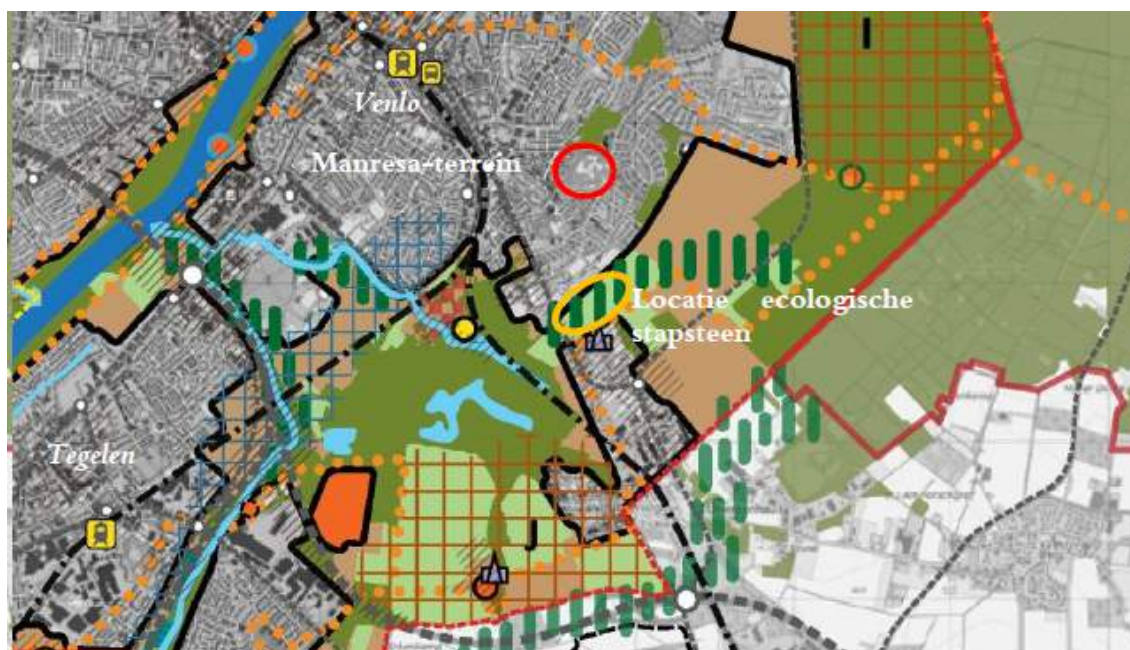 Venlo
Manresa-terrein
Locatie ecologische
stapsteen
Tegelen
I
J